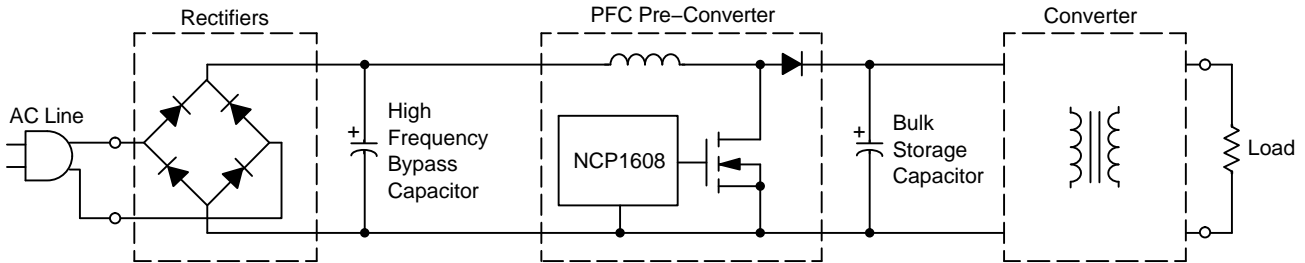 Rectifiers
PFC Pre−Converter
Converter
AC Line
+
High
Frequency
Bypass
Capacitor
NCP1608
+
Bulk
Storage
Capacitor
Load